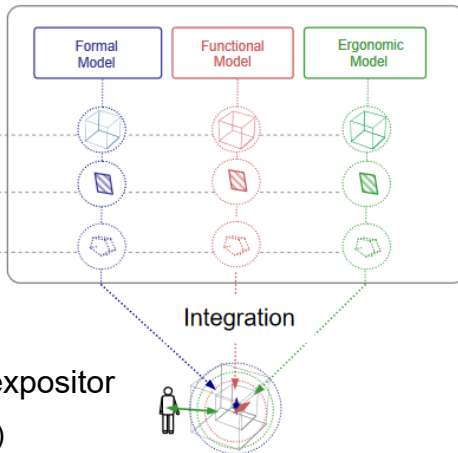 Formal
Model
Functional
Model
Ergonomic
Model
Integration
expositor
)